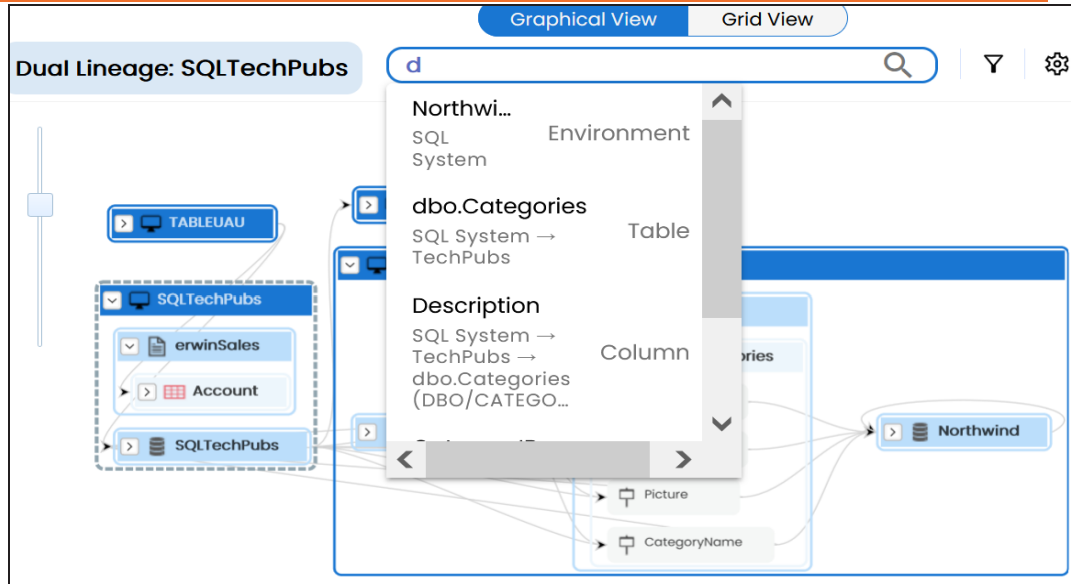 Graphical View
Grid View
Dual Lineage: SQLTechPubs
d
Northwi...
SQL
System
Environment
dbo.Categories
SQL System →
TechPubs
Table
Description
SQL System →
TechPubs →
dbo.Categories
(DBO/CATEGO...
Column
TABLEUAU
SQLTechPubs
erwinSales
Account
SQLTechPubs
ories
Northwind
Picture
CategoryName